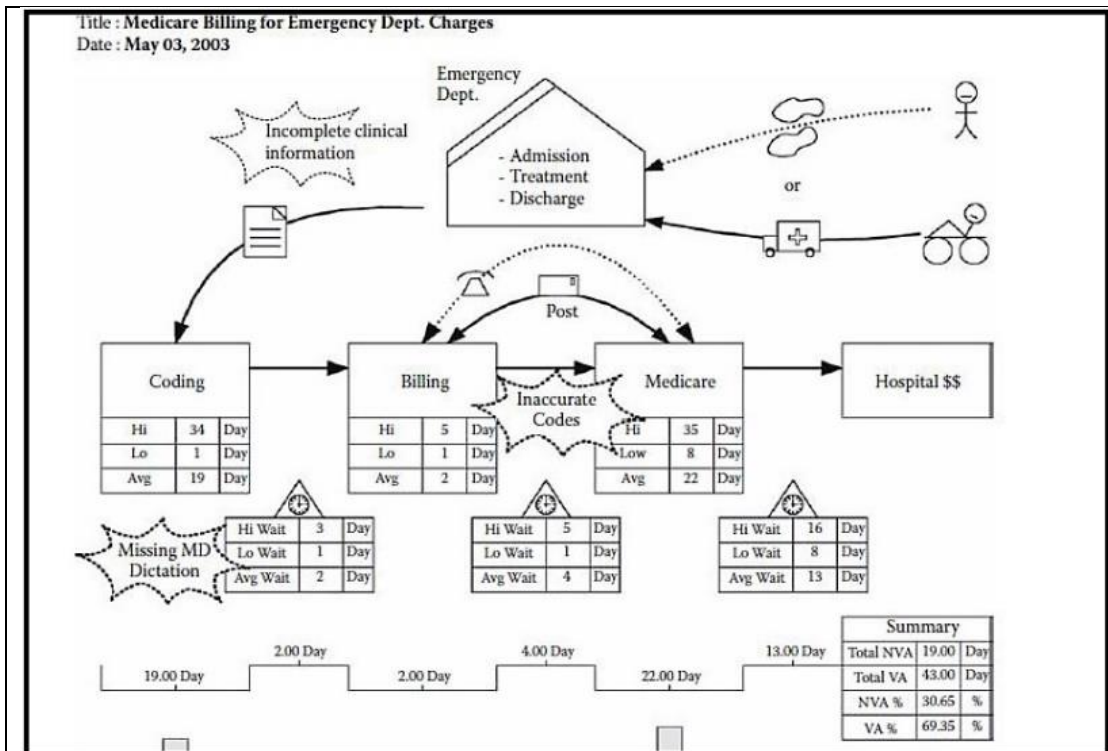 Title : Medicare Billing for Emergency Dept. Charges
Date : May 03, 2003
Emergency
Dept.
Incomplete clinical
information
- Admission
- Treatment
- Discharge
or
Post
Coding
Hi 34 Day
Lo 1 Day
Avg 19 Day
Billing
Hi 5 Day
Lo 1 Day
Avg 2 Day
Inaccurate
Codes
Medicare
Hi 35 Day
Low 8 Day
Avg 22 Day
Hospital $$
Missing MD
Dictation
Hi Wait 3 Day
Lo Wait 1 Day
Avg Wait 2 Day
Hi Wait 5 Day
Lo Wait 1 Day
Avg Wait 4 Day
Hi Wait 16 Day
Lo Wait 8 Day
Avg Wait 13 Day
19.00 Day
2.00 Day
2.00 Day
4.00 Day
22.00 Day
13.00 Day
Summary
Total NVA 19.00 Day
Total VA 43.00 Day
NVA % 30.65 %
VA % 69.35 %